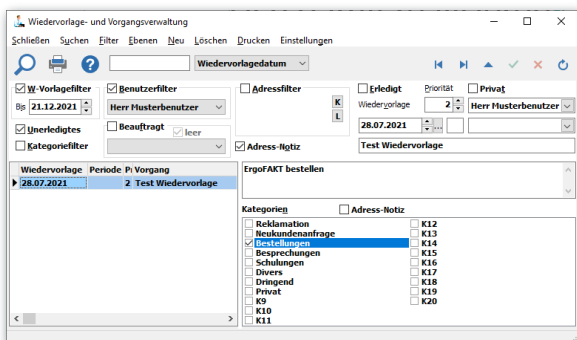 Wiedervorlage- und Vorgangsverwaltung
Schließen Suchen Filter Ebenen Neu Löschen Drucken Einstellungen
Wiedervorlagedatum
W-Vorlagefilter
Bis 21.12.2021
Unerledigtes
Kategoriefilter
Benutzerfilter
Herr Musterbenutzer
Beauftragt
leer
Adressfilter
K
L
Adress-Notiz
Erledigt Priorität Privat
Wiedervorlage 2 Herr Musterbenutzer
28.07.2021 ...
Test Wiedervorlage
Wiedervorlage Periode Pi Vorgang
28.07.2021 2 Test Wiedervorlage
ErgoFAKT bestellen
Kategorien Adress-Notiz
Reklamation
Neukundenanfrage
Bestellungen
Besprechungen
Schulungen
Divers
Dringend
Privat
K9
K10
K11
K12
K13
K14
K15
K16
K17
K18
K19
K20